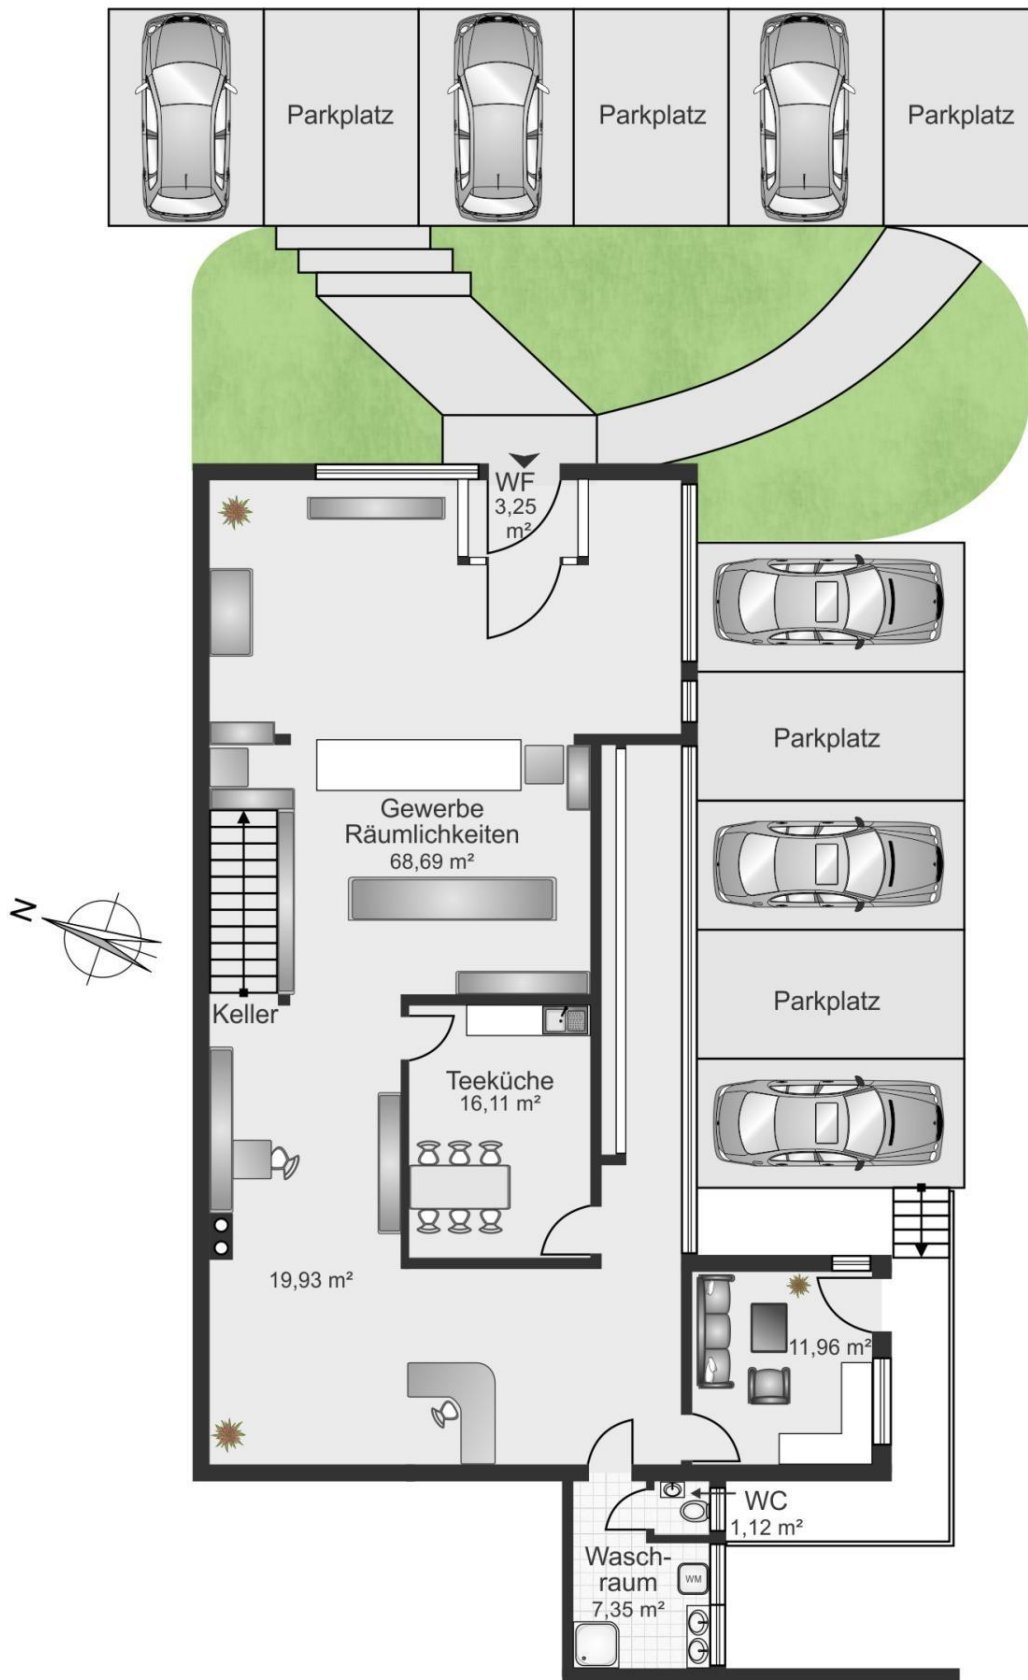 Parkplatz
Parkplatz
Parkplatz
WF
3,25
m²
Parkplatz
Gewerbe
Räumlichkeiten
68,69 m²
N
Parkplatz
Keller
Teeküche
16,11 m²
19,93 m²
11,96 m²
WC
1,12 m²
Wasch-
raum
WM
7,35 m²